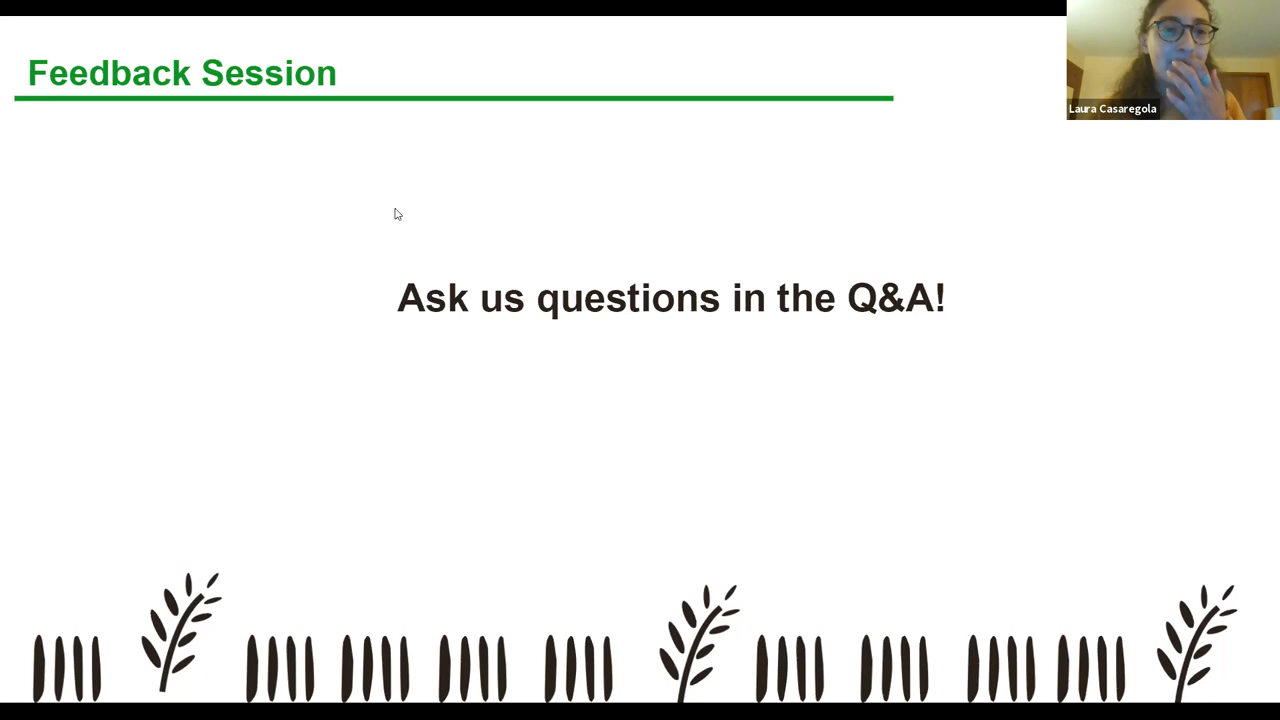 Feedback Session
Laura Casaregola
Ask us questions in the Q&A!